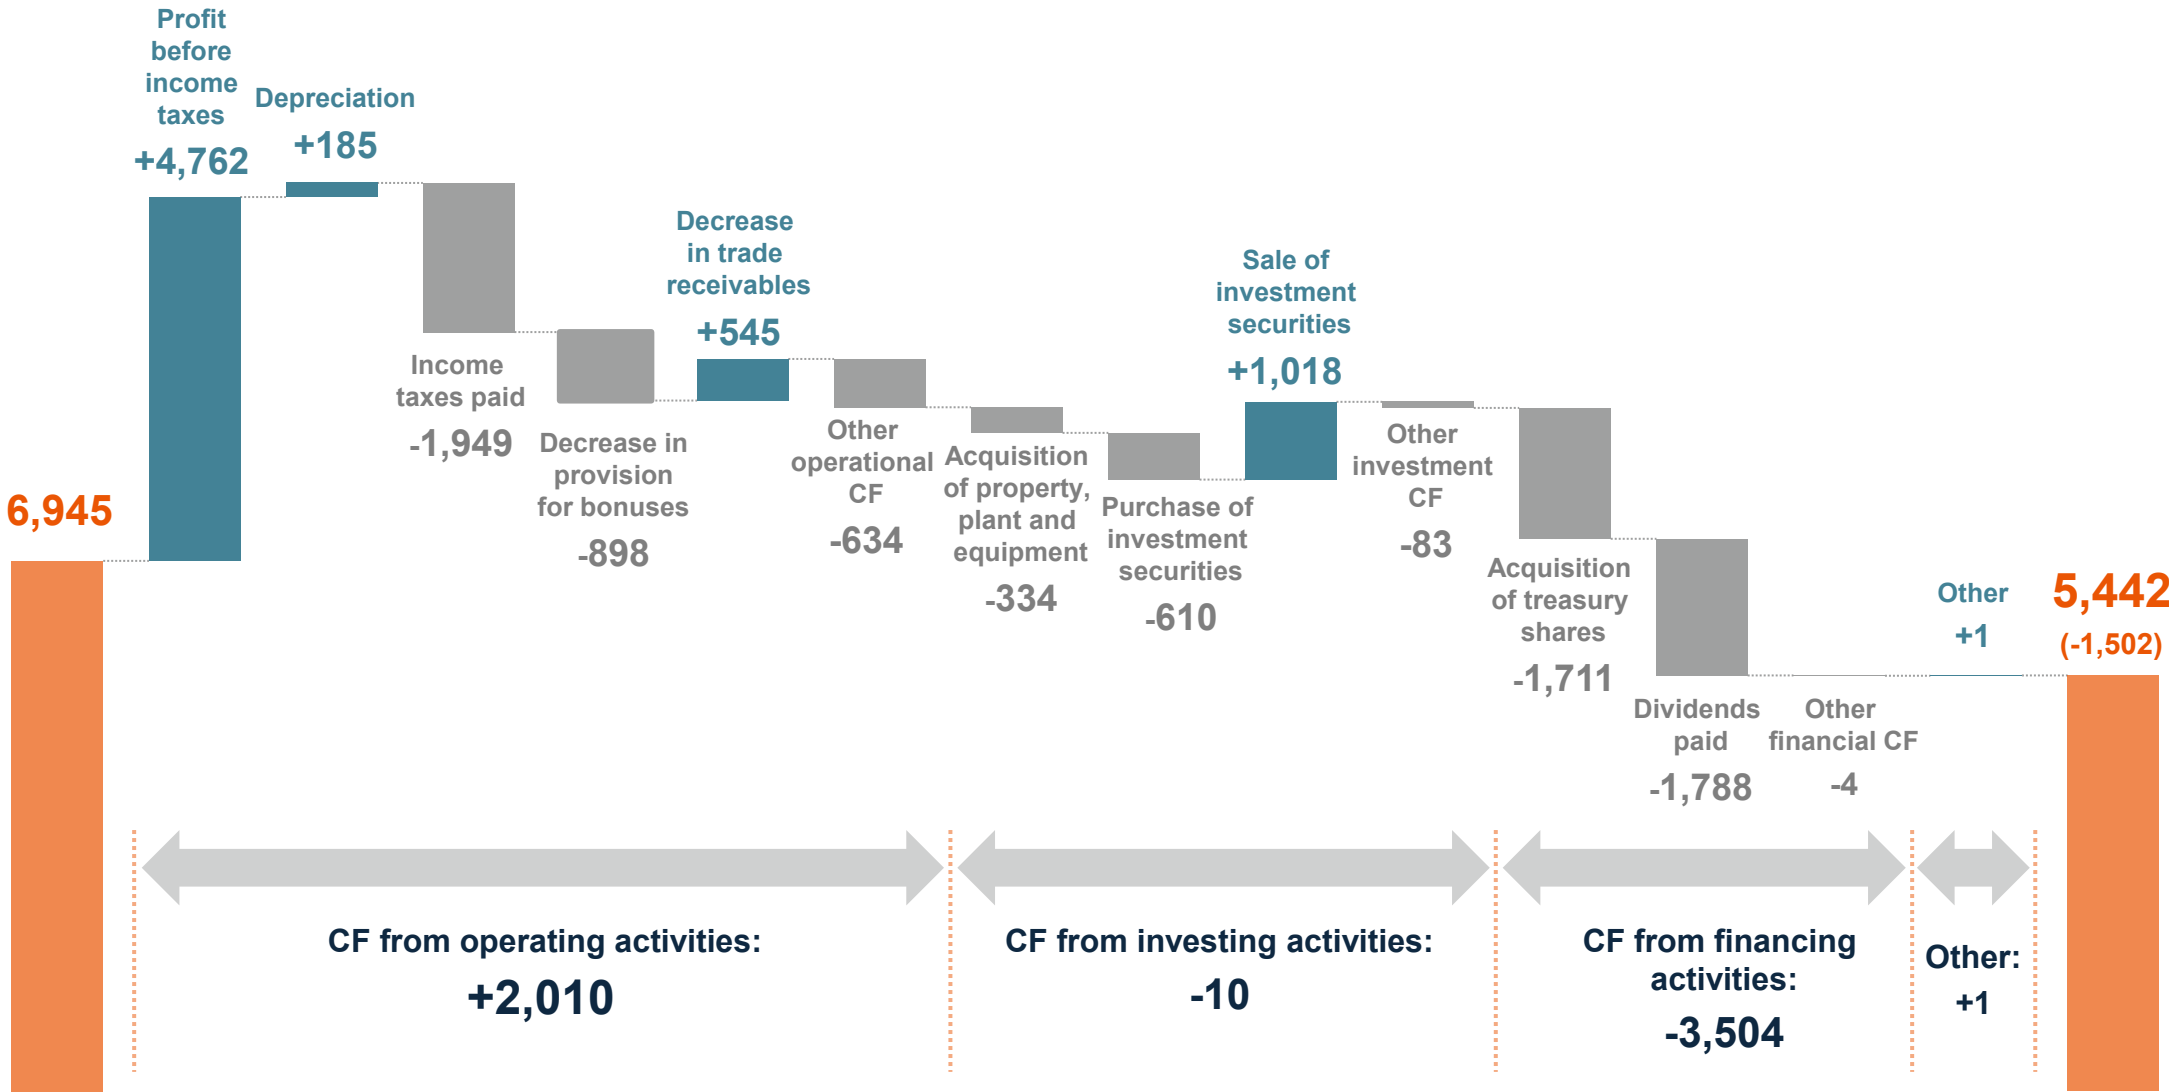 6,945
Profit
before
income
taxes
+4,762
Depreciation
+185
Income
taxes paid
-1,949
Decrease in
provision
for bonuses
-898
Decrease
in trade
receivables
+545
Other
operational
CF
-634
Acquisition
of property,
plant and
equipment
-334
Purchase of
investment
securities
-610
Sale of
investment
securities
+1,018
Other
investment
CF
-83
Acquisition
of treasury
shares
-1,711
Dividends
paid
-1,788
Other
financial CF
-4
Other
+1
5,442
(-1,502)
CF from operating activities:
+2,010
CF from investing activities:
-10
CF from financing
activities:
-3,504
Other:
+1